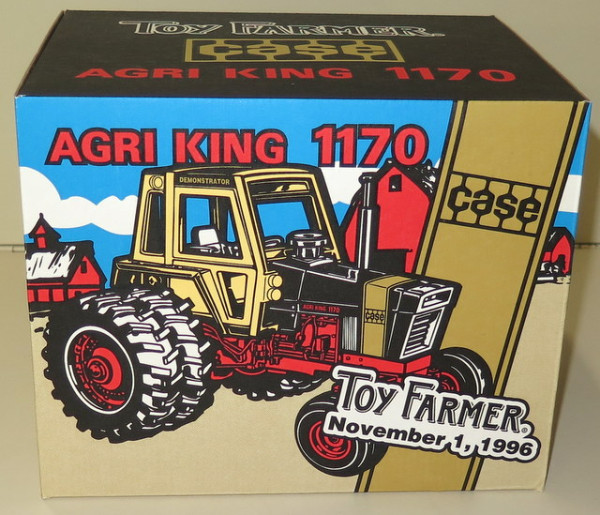 TOY FARMER®
CASE
AGRI KING 1170
AGRI KING 1170
DEMONSTRATOR
case
AGRI KING 1170
case
TOY FARMER®
November 1, 1996